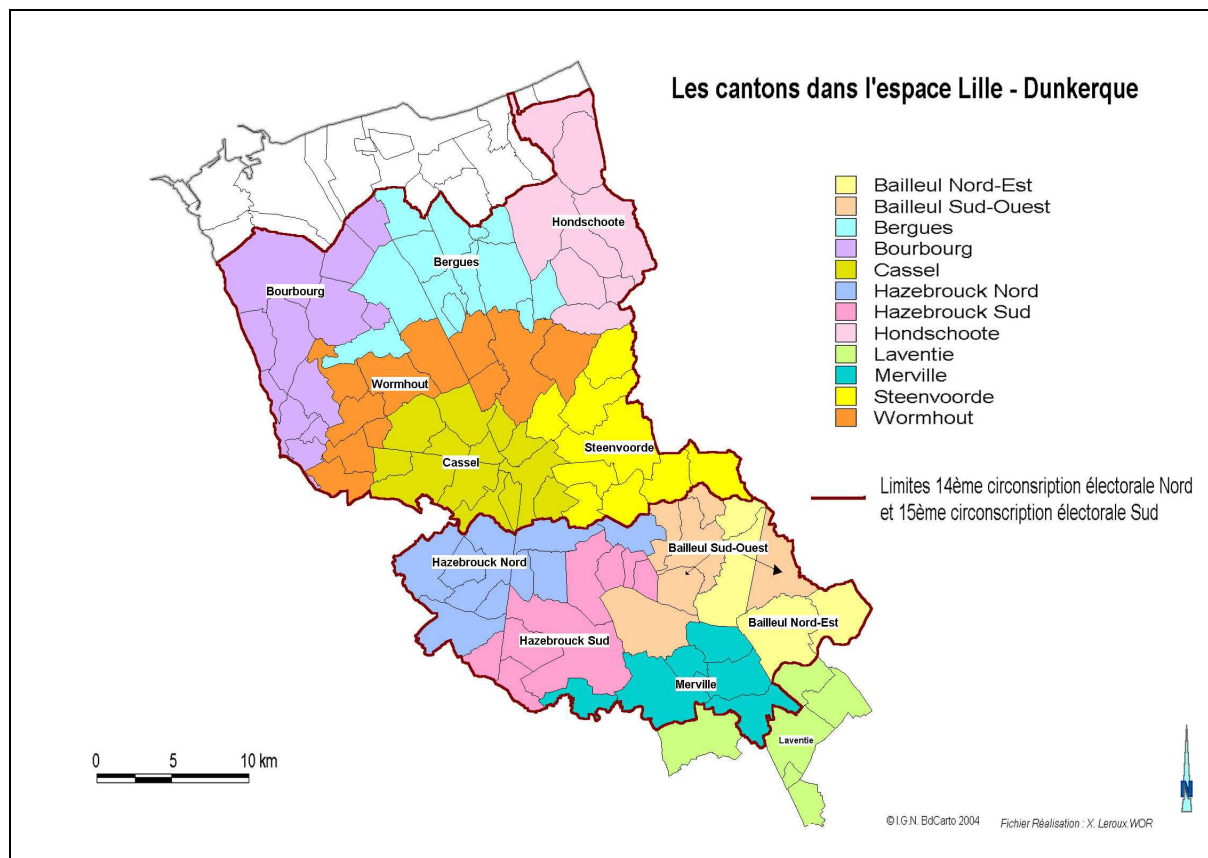 Les cantons dans l'espace Lille - Dunkerque
Bailleul Nord-Est
Bailleul Sud-Ouest
Bergues
Bourbourg
Cassel
Hazebrouck Nord
Hazebrouck Sud
Hondschoote
Laventie
Merville
Steenvoorde
Wormhout
Limites 14ème circonsription électorale Nord
et 15ème circonscription électorale Sud
Hondschoote
Bergues
Bourbourg
Wormhout
Steenvoorde
Cassel
Bailleul Sud-Ouest
Hazebrouck Nord
Bailleul Nord-Est
Hazebrouck Sud
Merville
Laventie
0 5 10 km
N
© I.G.N. BdCarto 2004 Fichier Réalisation : X. Leroux.WOR